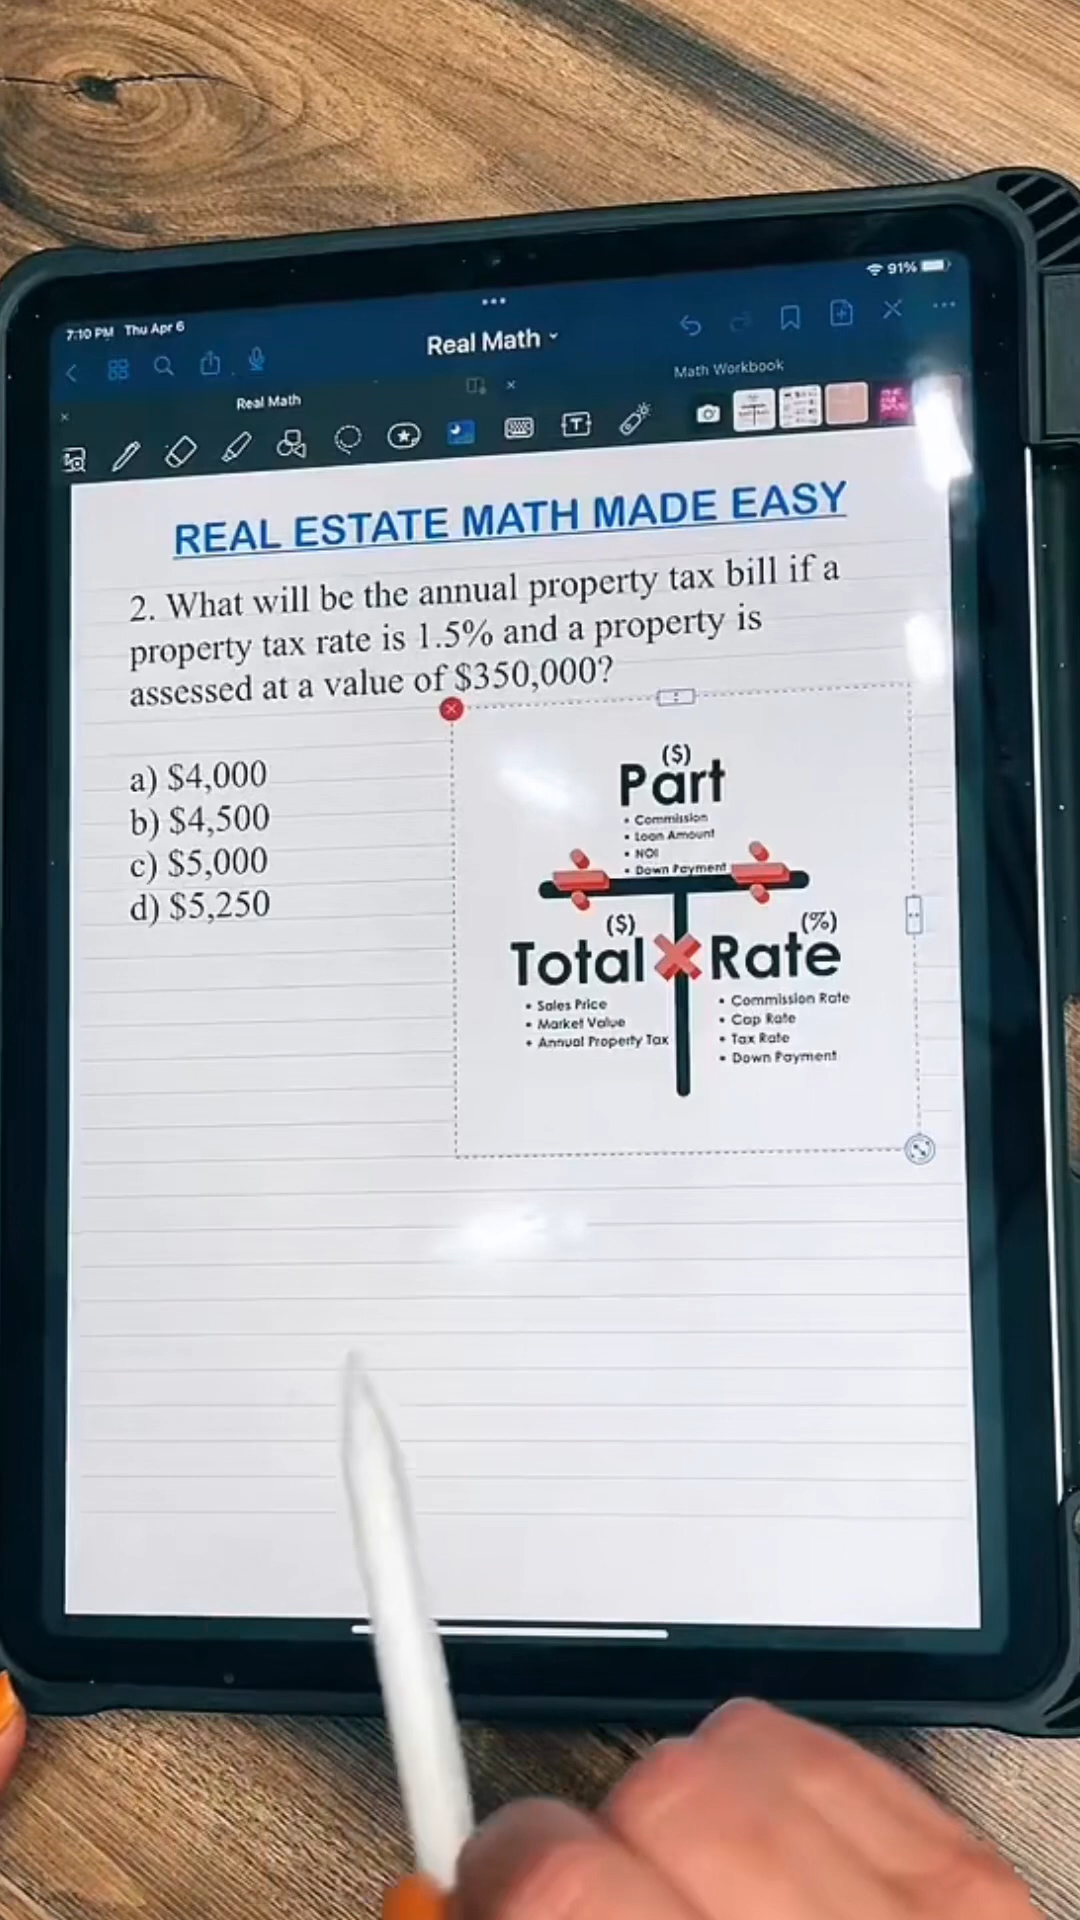 7:10 PM Thu Apr 6
91%
Real Math
Math Workbook
Real Math
REAL ESTATE MATH MADE EASY
2. What will be the annual property tax bill if a
property tax rate is 1.5% and a property is
assessed at a value of $350,000?
a) $4,000
b) $4,500
c) $5,000
d) $5,250
($)
Part
• Commission
• Loan Amount
• NOI
• Down Payment
($)
Total
• Sales Price
• Market Value
• Annual Property Tax
(%)
Rate
• Commission Rate
• Cap Rate
• Tax Rate
• Down Payment